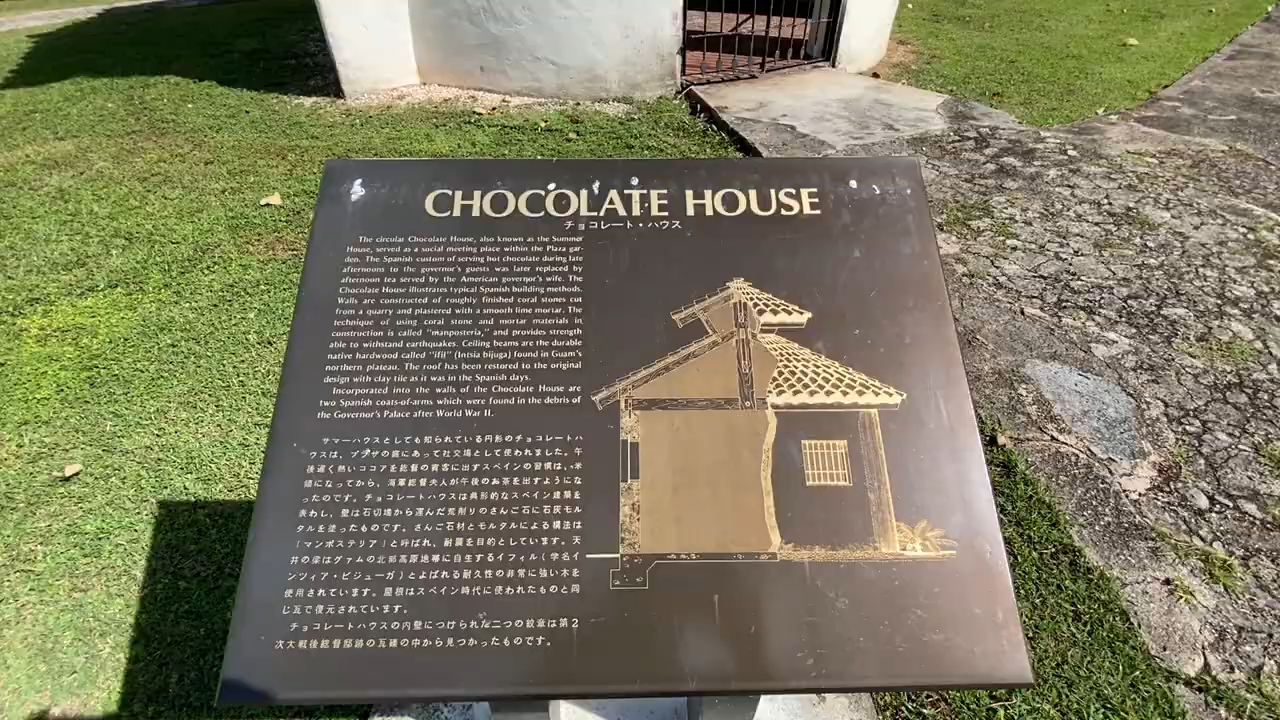 CHOCOLATE HOUSE
チョコレート・ハウス
The circular Chocolate House, also known as the Summer
House, served as a social meeting place within the Plaza gar-
den. The Spanish custom of serving hot chocolate during late
afternoons to the governor's guests was later replaced by
afternoon tea served by the American governor's wife. The
Chocolate House illustrates typical Spanish building methods.
Walls are constructed of roughly finished coral stones cut
from a quarry and plastered with a smooth lime mortar. The
technique of using coral stone and mortar materials in
construction is called "manposteria," and provides strength
able to withstand earthquakes. Ceiling beams are the durable
native hardwood called "ifil" (Intsia bijuga) found in Guam's
northern plateau. The roof has been restored to the original
design with clay tile as it was in the Spanish days.
Incorporated into the walls of the Chocolate House are
two Spanish coats-of-arms which were found in the debris of
the Governor's Palace after World War II.
サマーハウスとしても知られている円形のチョコレートハ
ウスは、プラザの庭にあって社交場として使われました。午
後遅く熱いココアを総督の賓客に出すスペインの習慣は、米
領になってから、海軍総督夫人が午後のお茶を出すようにな
ったのです。チョコレートハウスは典形的なスペイン建築を
表わし、壁は石切場から運んだ荒削りのさんご石に石灰モル
タルを塗ったものです。さんご石材とモルタルによる構法は
「マンポステリア」と呼ばれ、耐震を目的としています。天
井の梁はグァムの北部高原地帯に自生するイフィル（学名イ
ンツィア・ビジューガ）とよばれる耐久性の非常に強い木を
使用されています。屋根はスペイン時代に使われたものと同
じ瓦で復元されています。
チョコレートハウスの内壁につけられた二つの紋章は第2
次大戦後総督邸跡の瓦礫の中から見つかったものです。